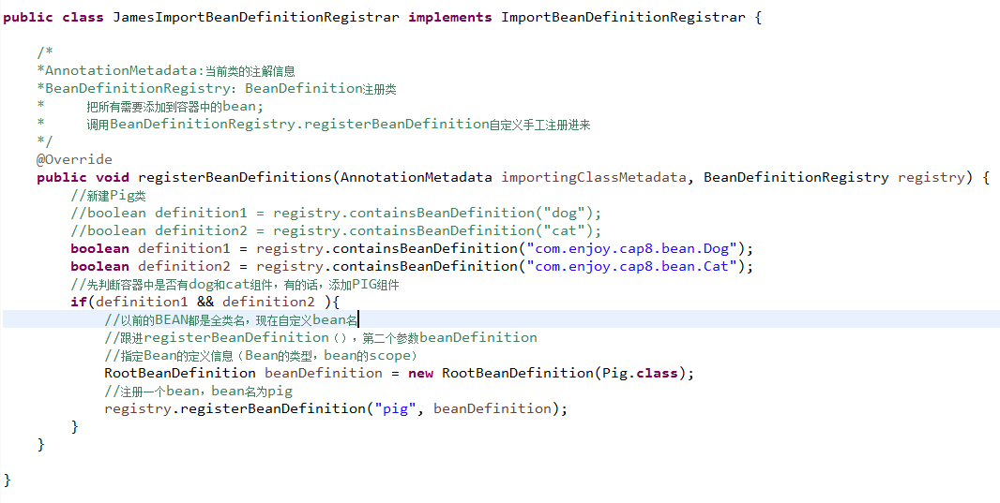 public class JamesImportBeanDefinitionRegistrar implements ImportBeanDefinitionRegistrar {
/*
*AnnotationMetadata:当前类的注解信息
*BeanDefinitionRegistry: BeanDefinition注册类
*     把所有需要添加到容器中的bean;
*     调用BeanDefinitionRegistry.registerBeanDefinition自定义手工注册进来
*/
@Override
public void registerBeanDefinitions(AnnotationMetadata importingClassMetadata, BeanDefinitionRegistry registry) {
//新建Pig类
//boolean definition1 = registry.containsBeanDefinition("dog");
//boolean definition2 = registry.containsBeanDefinition("cat");
boolean definition1 = registry.containsBeanDefinition("com.enjoy.cap8.bean.Dog");
boolean definition2 = registry.containsBeanDefinition("com.enjoy.cap8.bean.Cat");
//先判断容器中是否有dog和cat组件，有的话，添加PIG组件
if(definition1 && definition2 ){
//以前的BEAN都是全类名，现在自定义bean名
//跟进registerBeanDefinition（），第二个参数beanDefinition
//指定Bean的定义信息（Bean的类型，bean的scope）
RootBeanDefinition beanDefinition = new RootBeanDefinition(Pig.class);
//注册一个bean，bean名为pig
registry.registerBeanDefinition("pig", beanDefinition);
}
}
}